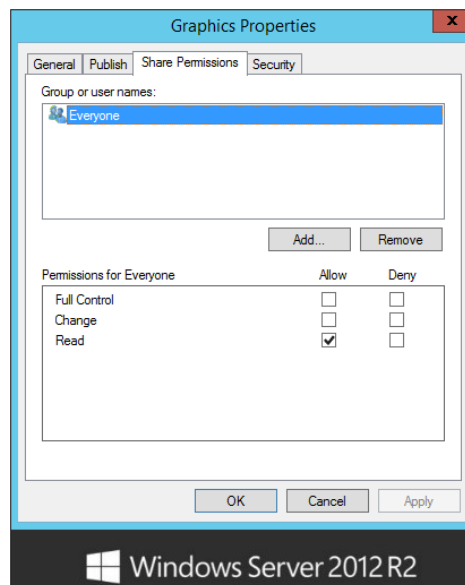 Graphics Properties
x
General Publish Share Permissions Security
Group or user names:
Everyone
Add... Remove
Permissions for Everyone Allow Deny
Full Control
Change
Read
OK Cancel Apply
Windows Server 2012 R2